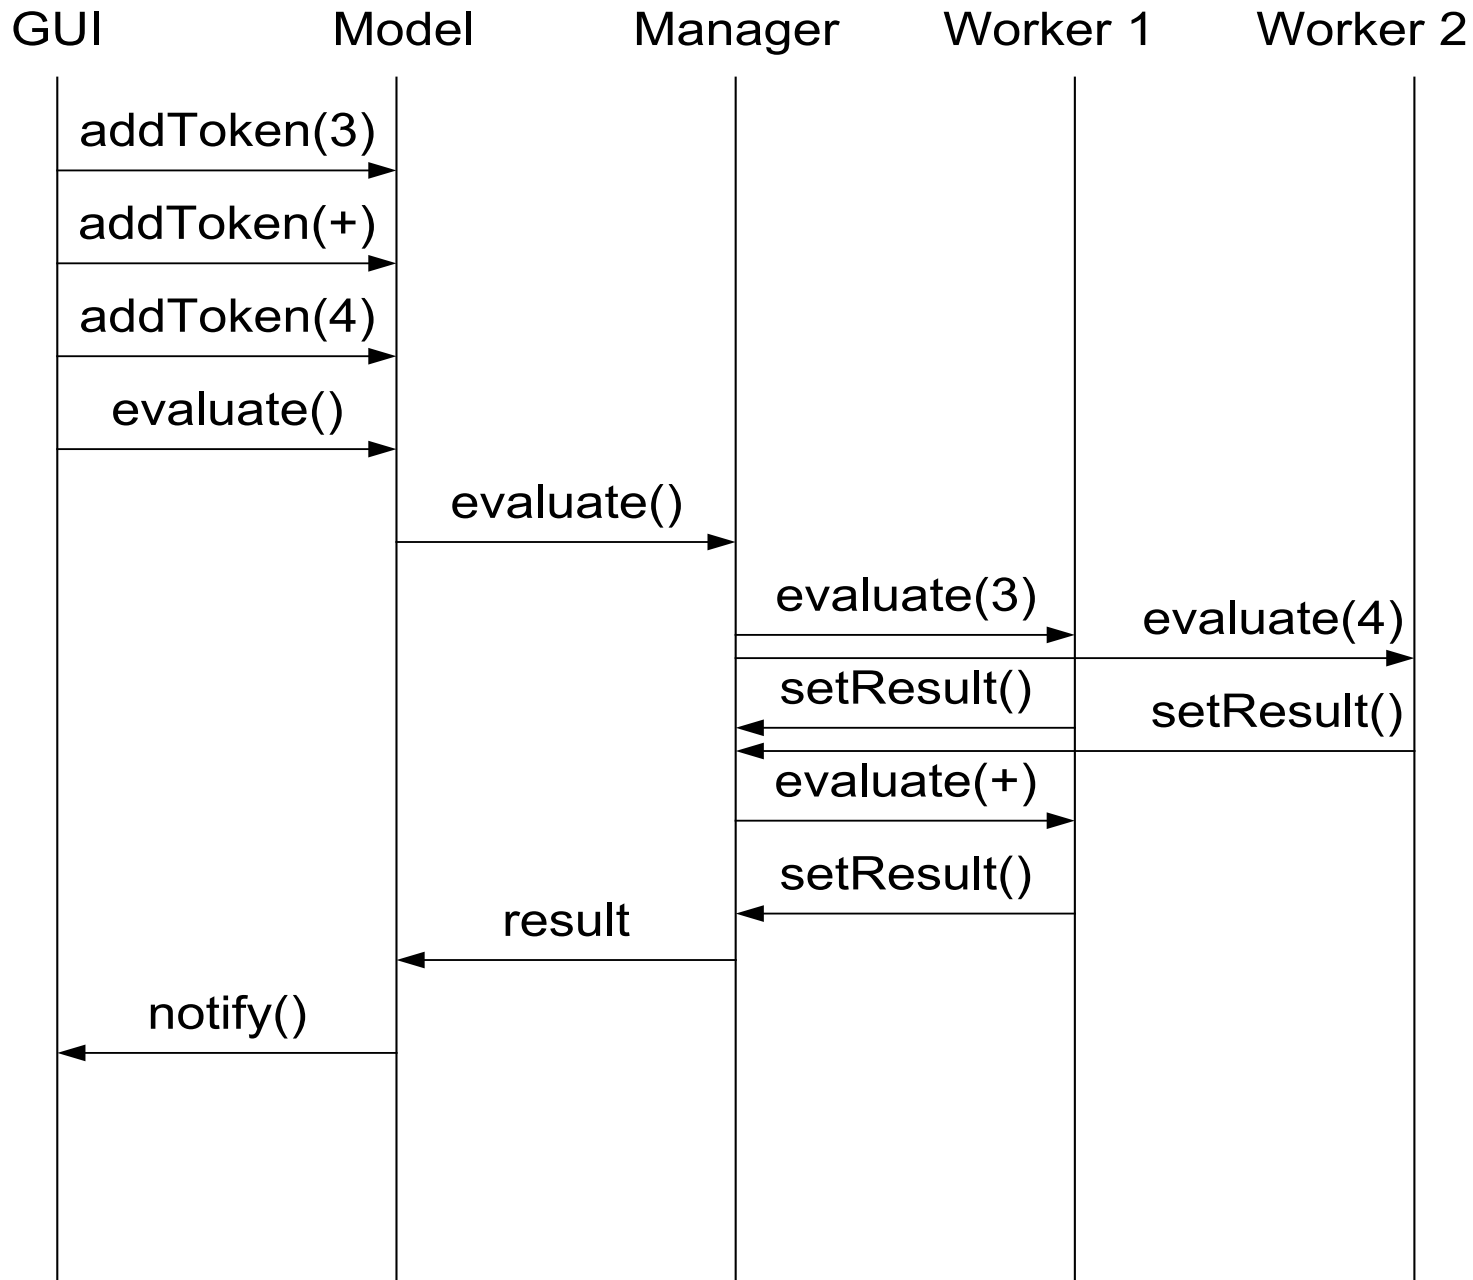 GUI Model Manager Worker 1 Worker 2
addToken(3)
addToken(+)
addToken(4)
evaluate()
evaluate()
evaluate(3)
evaluate(4)
setResult()
setResult()
evaluate(+)
setResult()
result
notify()